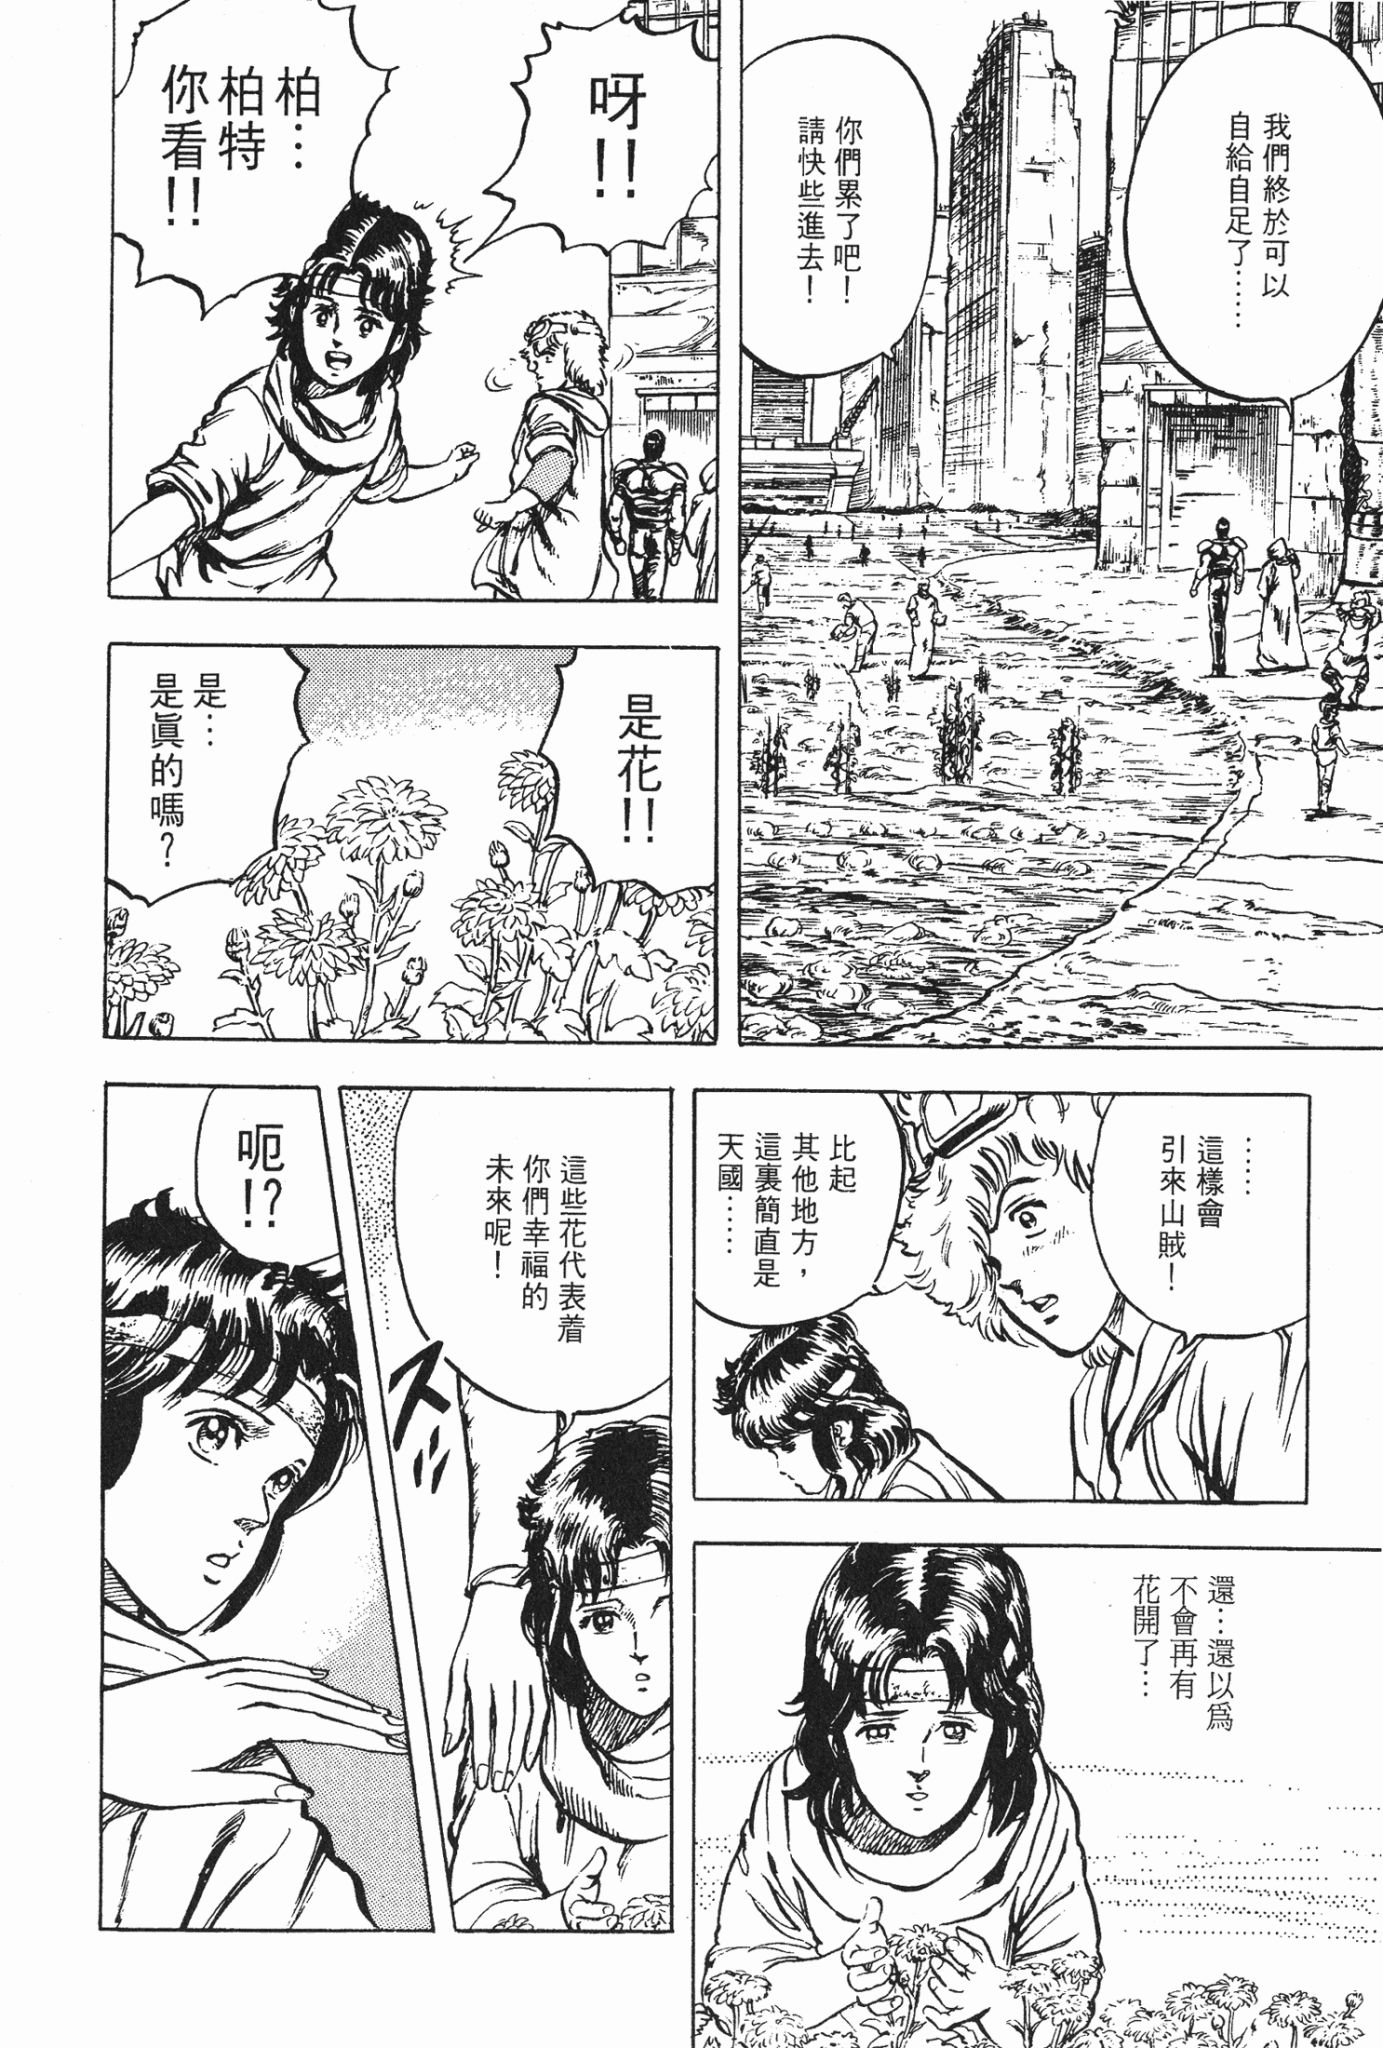 我們終於可以
自給自足了……
你們累了吧！
請快些進去！
呀!!
柏…
柏特
你看!!
是花!!
是…
是眞的嗎？
……
這樣會
引來山賊！
比起
其他地方，
這裏簡直是
天國……
還…還以爲
不會再有
花開了…
這些花代表着
你們幸福的
未來呢！
ズッ
呃!?